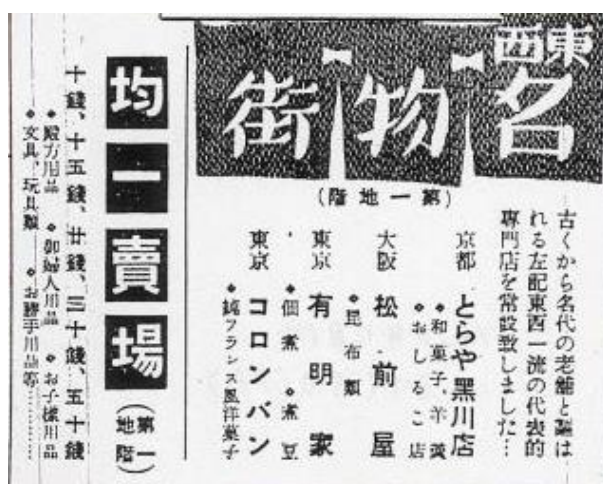 東西
名物街
(第一地階)
古くから名代の老舗と謳は
れる左記東西一流の代表的
専門店を常設致しました…
京都 とらや黒川店
◆和菓子、羊羹
◆おしるこ店
大阪 松前屋
◆昆布類
東京 有明家
◆佃煮 ◆煮豆
東京 コロンバン
◆純フランス風洋菓子
均一賣場
(第一地階)
十錢、十五錢、廿錢、三十錢、五十錢
◆殿方用品 ◆御婦人用品 ◆お子樣用品
◆文具、玩具類 ◆お勝手用品等…………